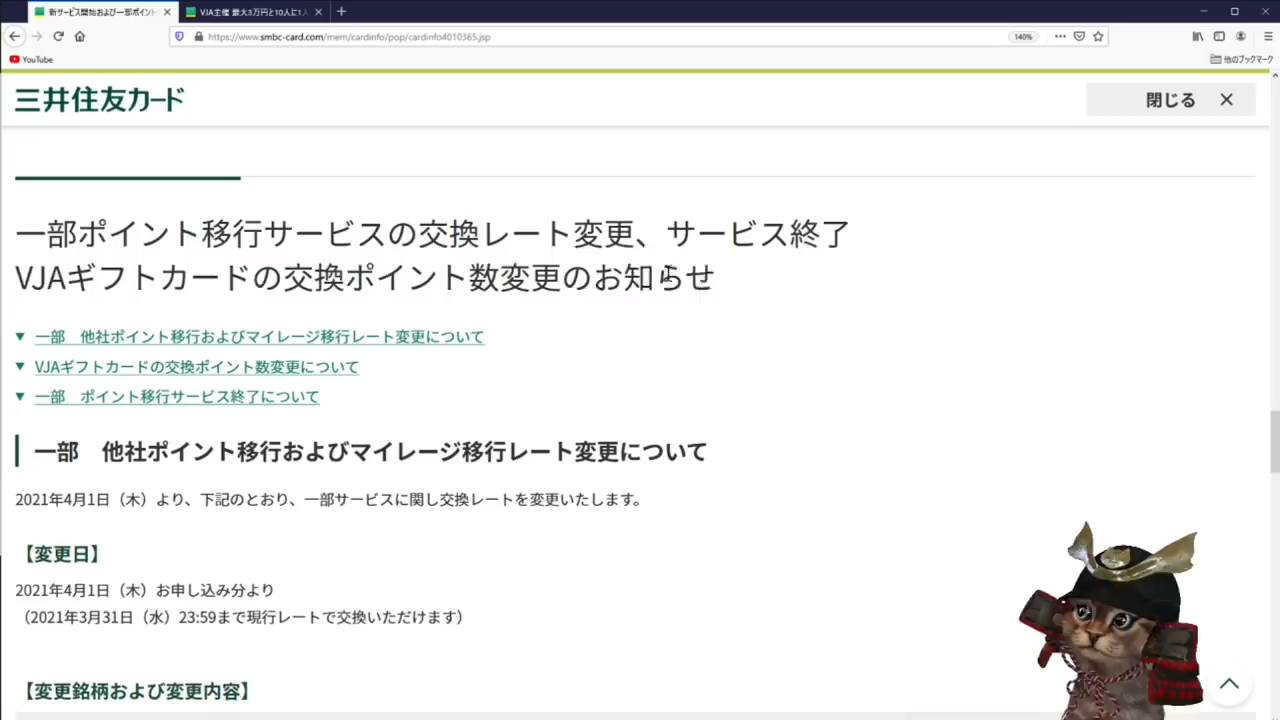 新サービス開始および一部ポイント
VJA主催 最大3万円と10人に1人
https://www.smbc-card.com/mem/cardinfo/pop/cardinfo4010365.jsp
140%
YouTube
他のブックマーク
三井住友カード
閉じる
一部ポイント移行サービスの交換レート変更、サービス終了
VJAギフトカードの交換ポイント数変更のお知らせ
▼ 一部　他社ポイント移行およびマイレージ移行レート変更について
▼ VJAギフトカードの交換ポイント数変更について
▼ 一部　ポイント移行サービス終了について
一部　他社ポイント移行およびマイレージ移行レート変更について
2021年4月1日（木）より、下記のとおり、一部サービスに関し交換レートを変更いたします。
【変更日】
2021年4月1日（木）お申し込み分より
（2021年3月31日（水）23:59まで現行レートで交換いただけます）
【変更銘柄および変更内容】